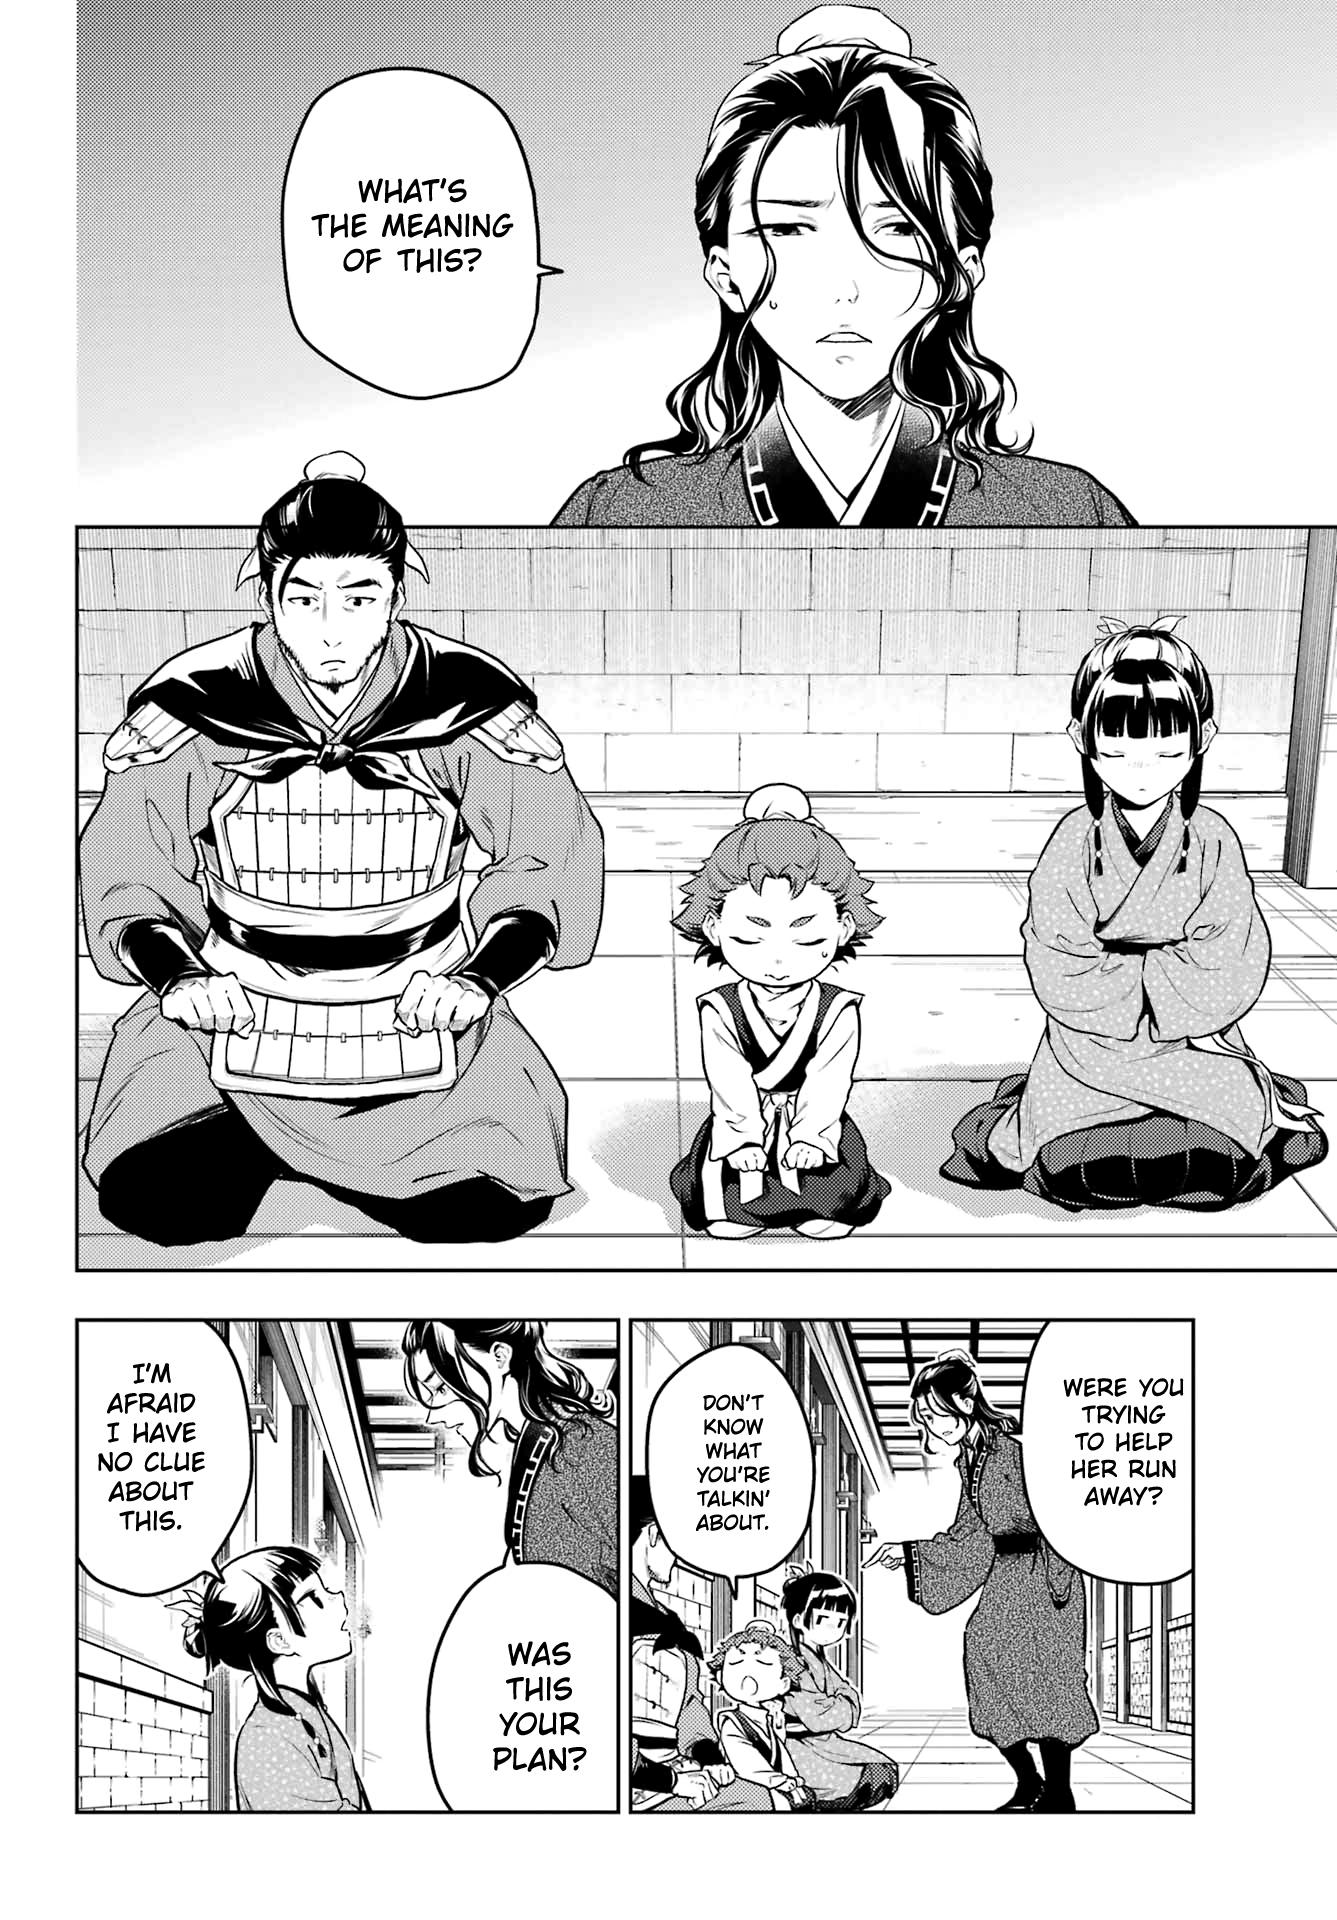 WHAT'S
THE MEANING
OF THIS?
WERE YOU
TRYING
TO HELP
HER RUN
AWAY?
DON'T
KNOW
WHAT
YOU'RE
TALKIN'
ABOUT.
WAS
THIS
YOUR
PLAN?
I'M
AFRAID
I HAVE
NO CLUE
ABOUT
THIS.